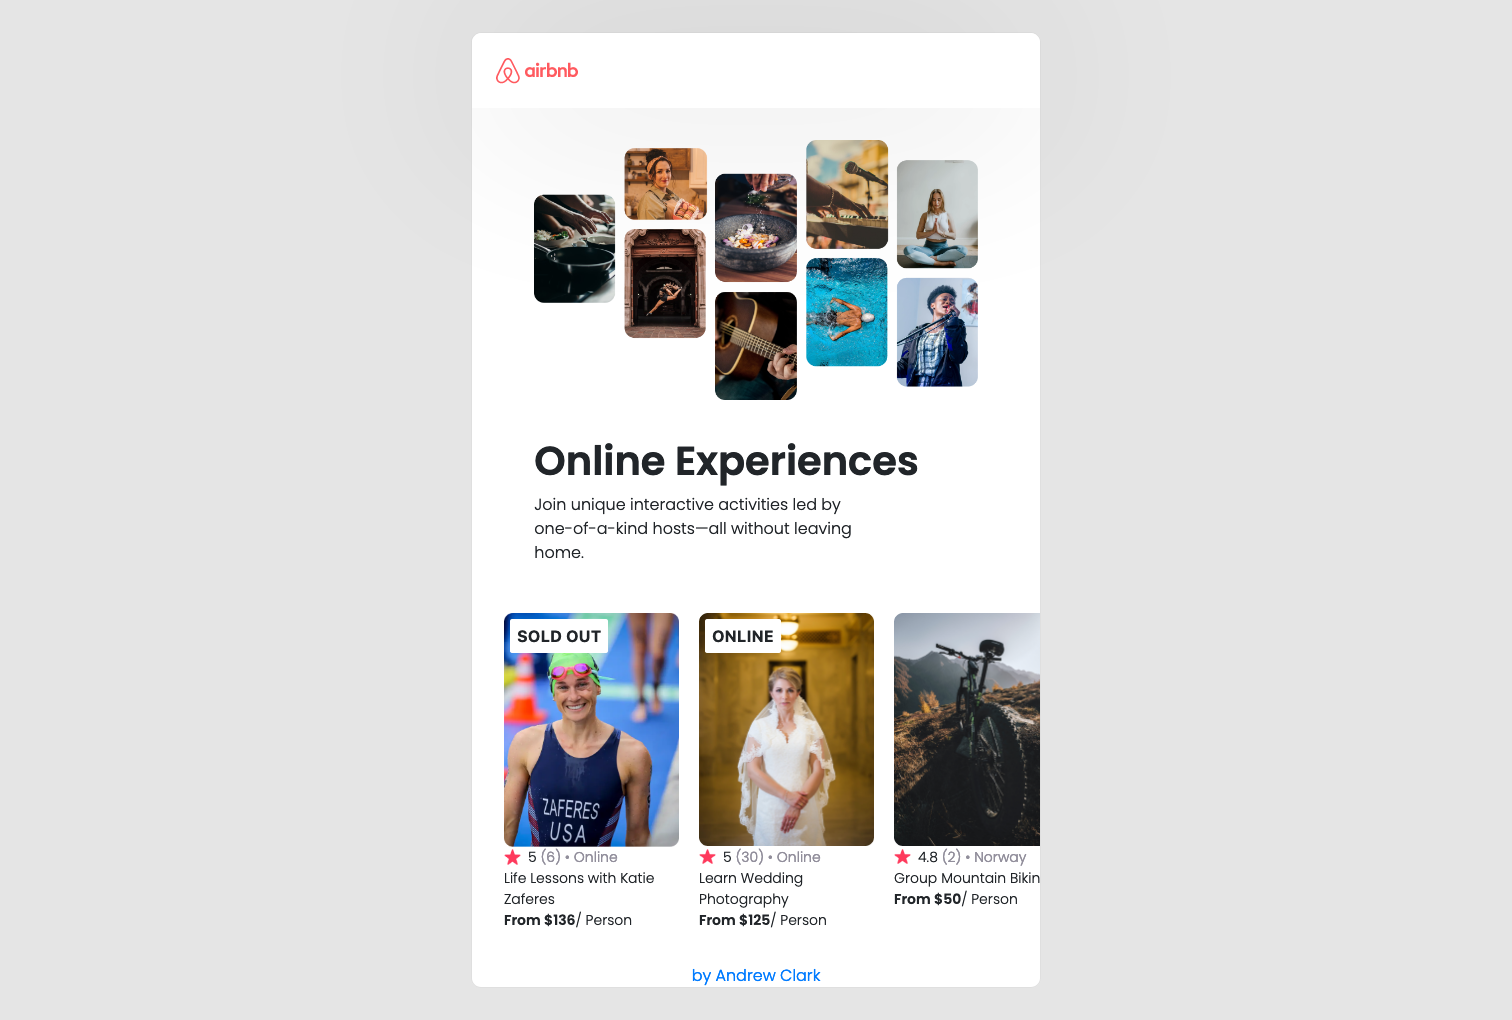 airbnb
Online Experiences
Join unique interactive activities led by
one-of-a-kind hosts—all without leaving
home.
SOLD OUT
ZAFERES
USA
5 (6) • Online
Life Lessons with Katie
Zaferes
From $136/ Person
ONLINE
5 (30) • Online
Learn Wedding
Photography
From $125/ Person
4.8 (2) • Norway
Group Mountain Bikin
From $50/ Person
by Andrew Clark